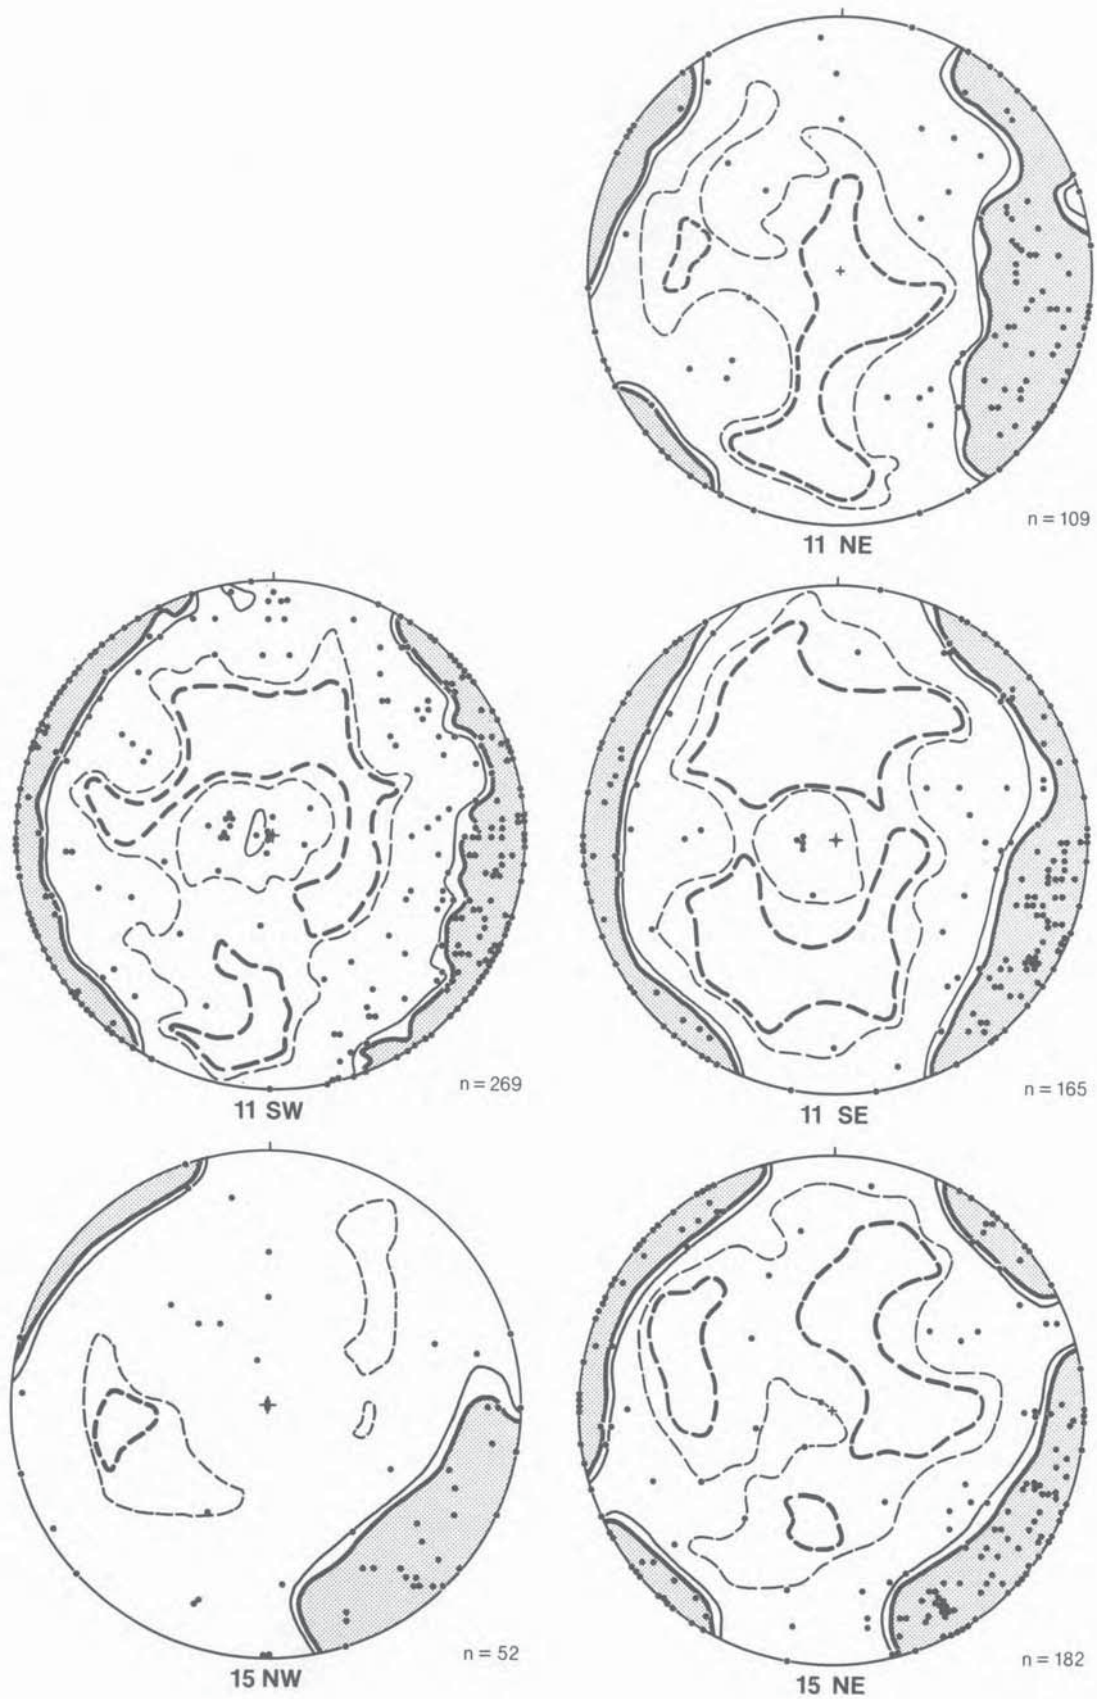 n = 109
11 NE
n = 269
11 SW
n = 165
11 SE
n = 52
15 NW
n = 182
15 NE